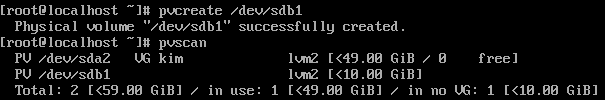 [root@localhost ~]# pvcreate /dev/sdb1
  Physical volume "/dev/sdb1" successfully created.
[root@localhost ~]# pvscan
  PV /dev/sda2   VG kim             lvm2 [<49.00 GiB / 0    free]
  PV /dev/sdb1                      lvm2 [<10.00 GiB]
  Total: 2 [<59.00 GiB] / in use: 1 [<49.00 GiB] / in no VG: 1 [<10.00 GiB]